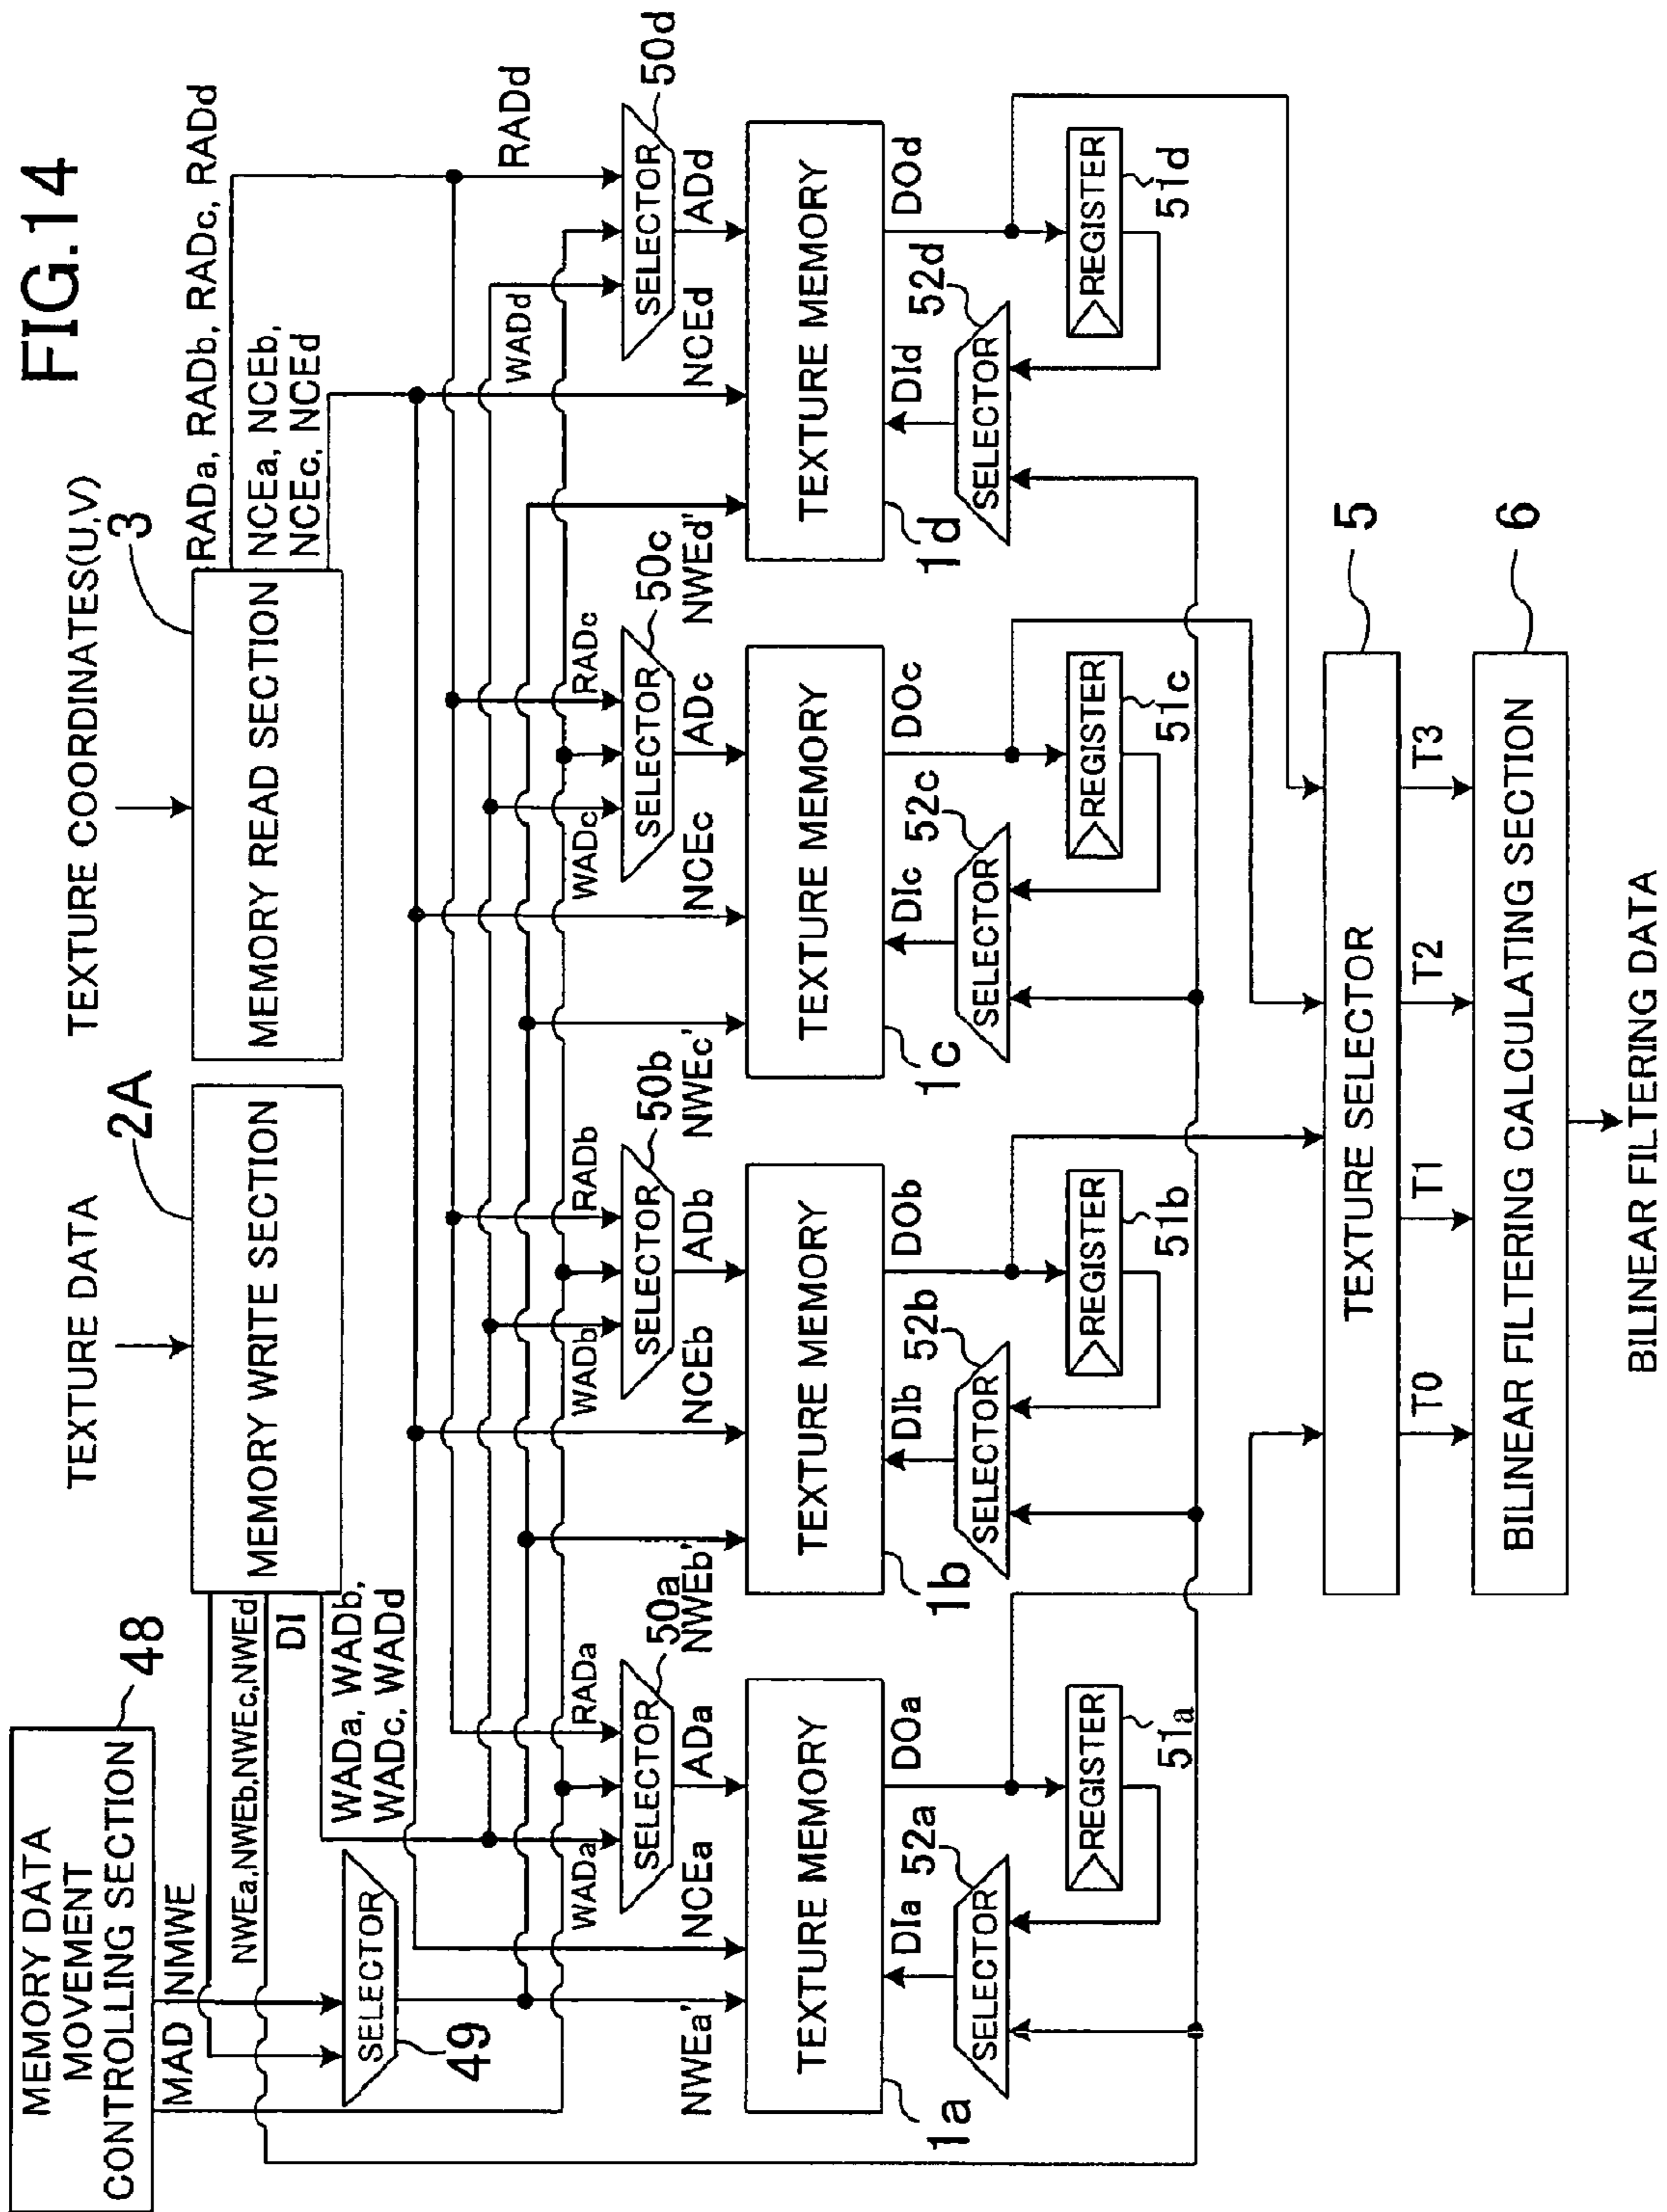 FIG.14
MEMORY DATA
MOVEMENT
CONTROLLING SECTION
48
MAD NMWE
NWEa,NWEb,NWEc,NWEd
DI
WADa, WADb,
WADc, WADd
TEXTURE DATA
2A
MEMORY WRITE SECTION
TEXTURE COORDINATES(U,V)
3
MEMORY READ SECTION
RADa, RADb, RADc, RADd
NCEa, NCEb,
NCEc, NCEd
SELECTOR
49
WADa
RADa
SELECTOR
50a
WADb
RADb
SELECTOR
50b
WADc
RADc
SELECTOR
50c
WADd
RADd
SELECTOR
50d
NWEa'
NCEa
ADa
NWEb'
NCEb
ADb
NWEc'
NCEc
ADc
NWEd'
NCEd
ADd
TEXTURE MEMORY
1a
TEXTURE MEMORY
1b
TEXTURE MEMORY
1c
TEXTURE MEMORY
1d
DIa
52a
DOa
DIb
52b
DOb
DIc
52c
DOc
DId
52d
DOd
SELECTOR
REGISTER
51a
SELECTOR
REGISTER
51b
SELECTOR
REGISTER
51c
SELECTOR
REGISTER
51d
TEXTURE SELECTOR
5
T0
T1
T2
T3
BILINEAR FILTERING CALCULATING SECTION
6
BILINEAR FILTERING DATA